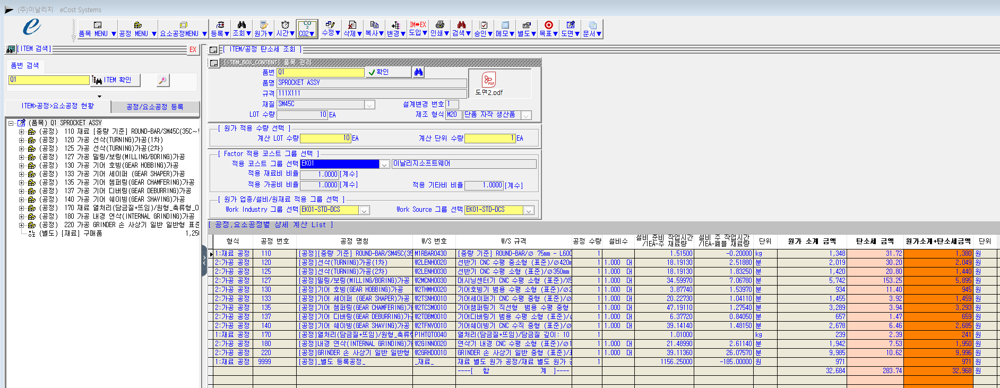 (주)이날리지 eCost Systems
품목 MENU ▼ 공정 MENU ▼ 요소공정MENU ▼ 등록▼ 조회▼ 원가▼ 시간▼ CO2▼ 수정▼ 삭제▼ 복사▼ 변경▼ IM↔EX 도입▼ 인쇄▼ 검색▼ 승인▼ 메모▼ 별도▼ 목표▼ 도면▼ 문서▼
[ITEM 검색] EX
품번 검색
Q1 ITEM 확인
ITEM>공정>요소공정 현황 공정/요소공정 등록
(품목) Q1 SPROCKET ASSY
(공정) 110 재료 [중량 기준] ROUND-BAR/SM45C(35C~
(공정) 120 가공 선삭(TURNING)가공(1차)
(공정) 125 가공 선삭(TURNING)가공(2차)
(공정) 127 가공 밀링/보링(MILLING/BORING)가공
(공정) 130 가공 기어 호빙(GEAR HOBBING)가공
(공정) 133 가공 기어 세이퍼 (GEAR SHAPER)가공
(공정) 135 가공 기어 쳄퍼링(GEAR CHAMFERING)가공
(공정) 137 가공 기어 디버링(GEAR DEBURRING)가공
(공정) 140 가공 기어 쉐이빙(GEAR SHAVING)가공
(공정) 170 재료 열처리(담금질+뜨임)/원형_축류형_0
(공정) 180 가공 내경 연삭(INTERNAL GRINDING)가공
(공정) 220 가공 GRINDER 손 사상기 일반 일반형 표준
(별도) [재료] 구매품 1,250
[ ITEM/공정 탄소세 조회 ]
[ITEM_BOX_CONTENT] 품목 관리
품번 Q1 확인
품명 SPROCKET ASSY
규격 111X111
재질 SM45C 설계변경 번호 1
LOT 수량 10 EA 제조 형식 M20 단품 자작 생산품
PDF
도면2.pdf
[ 원가 적용 수량 선택 ]
계산 LOT 수량 10 EA 계산 단위 수량 1 EA
[ Factor 적용 코스트 그룹 선택 ]
적용 코스트 그룹 선택 EK01 이날리지소프트웨어
적용 재료비 비율 1.0000 [계수]
적용 가공비 비율 1.0000 [계수] 적용 기타비 비율 1.0000 [계수]
[ 원가 업종/설비/원재료 적용 그룹 선택 ]
Work Industry 그룹 선택 EK01-STD-DCS Work Source 그룹 선택 EK01-STD-DCS
[ 공정,요소공정별 상세 계산 List ]
형식 공정 번호 공정 명칭 W/S 번호 W/S 규격 공정 수량 설비수 설비 준비 작업시간 /1EA-주 재료량 설비 주 작업시간 /1EA-폐물 재료량 단위 원가 소계 금액 탄소세 금액 원가소계+탄소세금액 단위
1:재료 공정 110 [공정][중량 기준] ROUND-BAR/SM45C(35 M1RBAR0430 [중량 기준] ROUND-BAR/∅ 75mm - L600 1 1.51500 -0.20000 kg 1,348 31.72 1,380 원
2:가공 공정 120 [공정]선삭(TURNING)가공(1차) W2LENH0020 선반기 CNC 수평 중소형 (표준)/∅420m 1 1.000 대 18.19130 2.51880 분 2,019 30.20 2,049 원
2:가공 공정 125 [공정]선삭(TURNING)가공(2차) W2LENH0030 선반기 CNC 수평 소형 (표준)/∅350mm 1 1.000 대 18.19130 1.83250 분 1,420 20.80 1,440 원
2:가공 공정 127 [공정]밀링/보링(MILLING/BORING)가공 W2MCNH0030 머시닝센터기 CNC 수평 소형 (표준)/X5 1 1.000 대 34.59970 7.06780 분 5,742 153.25 5,895 원
2:가공 공정 130 [공정]기어 호빙(GEAR HOBBING)가공 W2THMH0020 기어호빙기 범용 수평 소형 (표준)/∅2 1 1.000 대 3.87740 1.53970 분 934 11.40 945 원
2:가공 공정 133 [공정]기어 세이퍼 (GEAR SHAPER)가공 W2TSNH0010 기어세이퍼기 CNC 수평 중형 (표준)/∅ 1 1.000 대 20.22730 1.04110 분 1,455 3.92 1,459 원
2:가공 공정 135 [공정]기어 쳄퍼링(GEAR CHAMFERING)가 W2TCSM0010 기어챔퍼링기 직선형 범용 수평 중형 1 1.000 대 47.19110 1.27540 분 3,289 3.94 3,293 원
2:가공 공정 137 [공정]기어 디버링(GEAR DEBURRING)가공 W2TDBM0010 기어디버링기 범용 수평 소형 (표준)/∅ 1 1.000 대 6.37720 0.84050 분 657 1.47 659 원
2:가공 공정 140 [공정]기어 쉐이빙(GEAR SHAVING)가공 W2TFNV0010 기어쉐이빙기 CNC 수직 중형 (표준)/∅ 1 1.000 대 39.14140 1.48150 분 2,678 6.46 2,685 원
1:재료 공정 170 [공정]열처리(담금질+뜨임)/원형_축류형 P1HTQT0040 열처리(담금질+뜨임)/담금질 깊이: 10 1 1.01000 kg 239 2.39 241 원
2:가공 공정 180 [공정]내경 연삭(INTERNAL GRINDING)가 W2GINN0020 연삭기 내경 CNC 수평 소형 (표준)/∅1 1 1.000 대 21.48990 2.61140 분 1,942 7.53 1,950 원
2:가공 공정 220 [공정]GRINDER 손 사상기 일반 일반형 W2GRHD0010 GRINDER 손 사상기 일반 중형 (표준)/ 1 1.000 대 39.11360 26.07570 분 9,985 10.62 9,996 원
1:재료 공정 9999 [공정]_별도 등록공정_ _재료_ 재료 별도 원가 공정/재료 별도 원가 1 1156.25000 -185.00000 원 971 971 원
----[ 합 계 ]---- 32,684 283.74 32,968 원